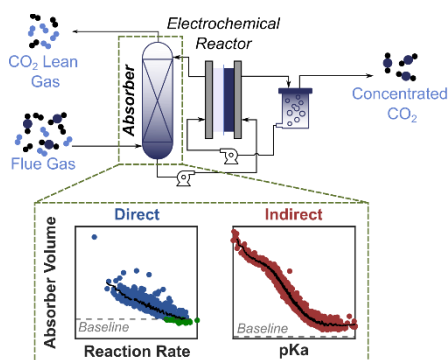 Electrochemical
Reactor
CO2 Lean
Gas
Absorber
Concentrated
CO2
Flue Gas
Direct
Indirect
Absorber Volume
Baseline
Baseline
Reaction Rate
pKa